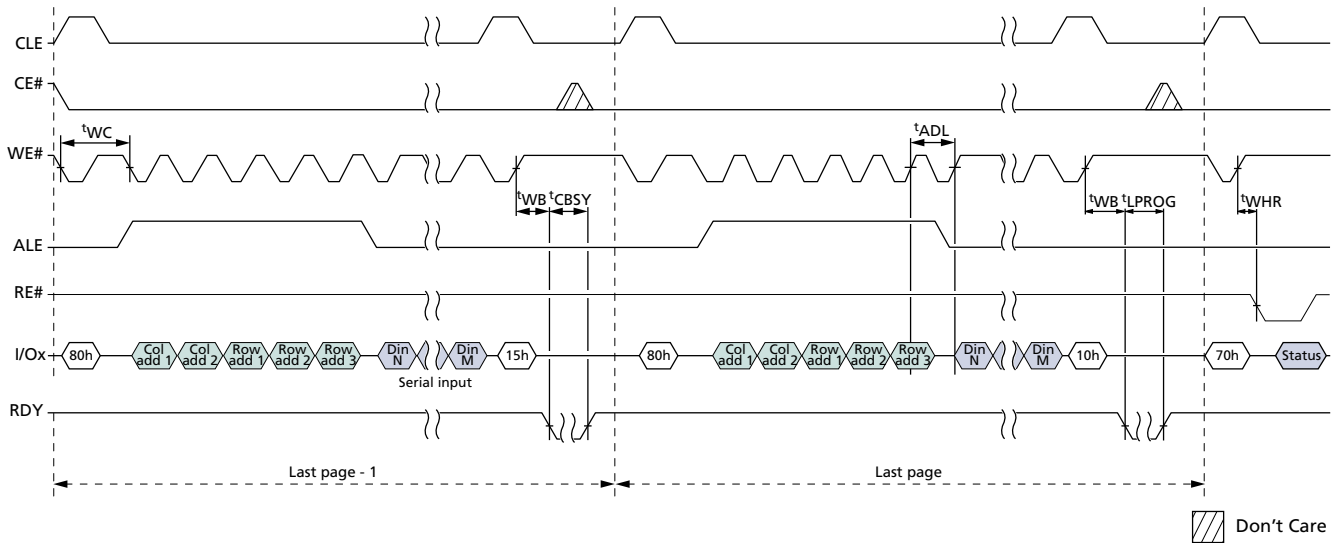 CLE
CE#
tWC
tADL
WE#
tWB tCBSY
tWB tLPROG
tWHR
ALE
RE#
I/Ox
80h
Col add 1
Col add 2
Row add 1
Row add 2
Row add 3
Din N
Din M
15h
80h
Col add 1
Col add 2
Row add 1
Row add 2
Row add 3
Din N
Din M
10h
70h
Status
Serial input
RDY
Last page - 1
Last page
Don't Care